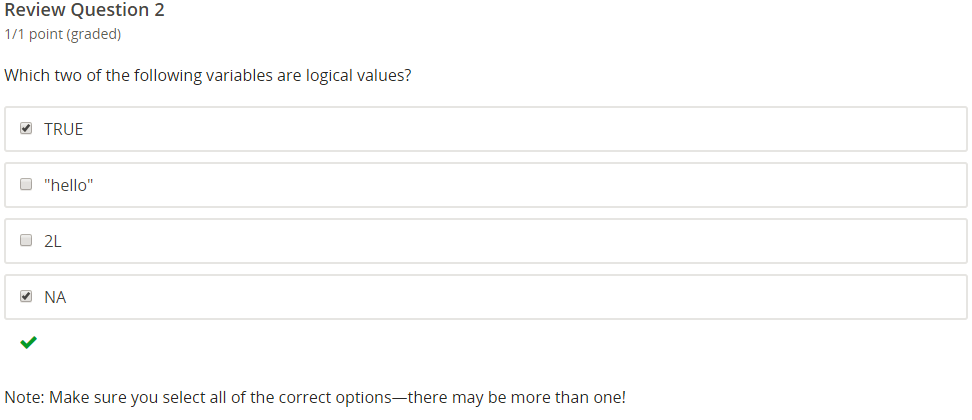 Review Question 2
1/1 point (graded)
Which two of the following variables are logical values?
TRUE
"hello"
2L
NA
Note: Make sure you select all of the correct options—there may be more than one!